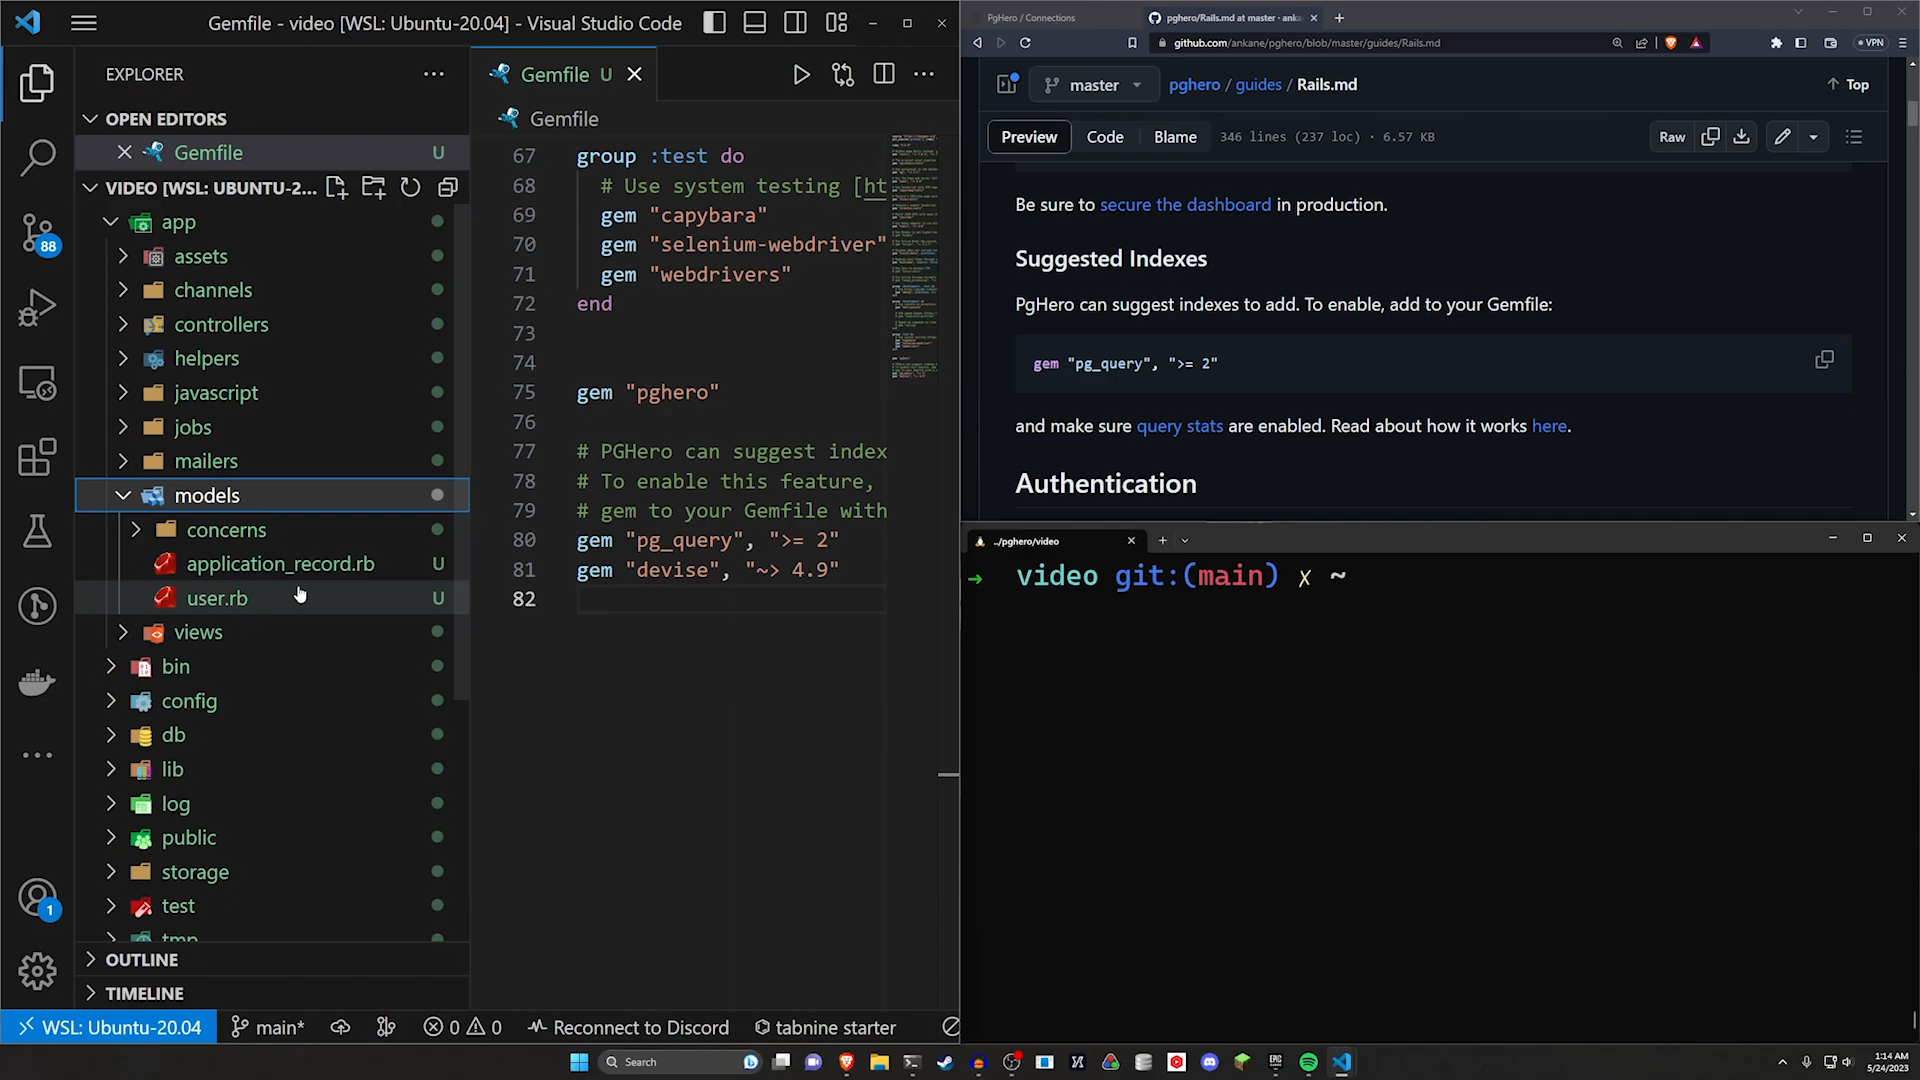 Gemfile - video [WSL: Ubuntu-20.04] - Visual Studio Code
EXPLORER
OPEN EDITORS
Gemfile U
VIDEO [WSL: UBUNTU-2...
app
assets
channels
controllers
helpers
javascript
jobs
mailers
models
concerns
application_record.rb U
user.rb U
views
bin
config
db
lib
log
public
storage
test
tmp
OUTLINE
TIMELINE
88
1
Gemfile U
Gemfile
67 group :test do
68 # Use system testing [ht
69 gem "capybara"
70 gem "selenium-webdriver"
71 gem "webdrivers"
72 end
73
74
75 gem "pghero"
76
77 # PGHero can suggest index
78 # To enable this feature,
79 # gem to your Gemfile with
80 gem "pg_query", ">= 2"
81 gem "devise", "~> 4.9"
82
WSL: Ubuntu-20.04 main* 0 0 Reconnect to Discord tabnine starter
PgHero / Connections
pghero/Rails.md at master · anka
github.com/ankane/pghero/blob/master/guides/Rails.md
VPN
master pghero / guides / Rails.md Top
Preview Code Blame 346 lines (237 loc) · 6.57 KB Raw
Be sure to secure the dashboard in production.
Suggested Indexes
PgHero can suggest indexes to add. To enable, add to your Gemfile:
gem "pg_query", ">= 2"
and make sure query stats are enabled. Read about how it works here.
Authentication
../pghero/video
→ video git:(main) x ~
Search
1:14 AM
5/24/2023